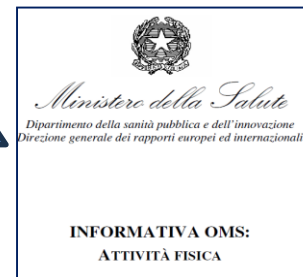 Ministero della Salute
Dipartimento della sanità pubblica e dell'innovazione
Direzione generale dei rapporti europei ed internazionali
INFORMATIVA OMS:
ATTIVITÀ FISICA